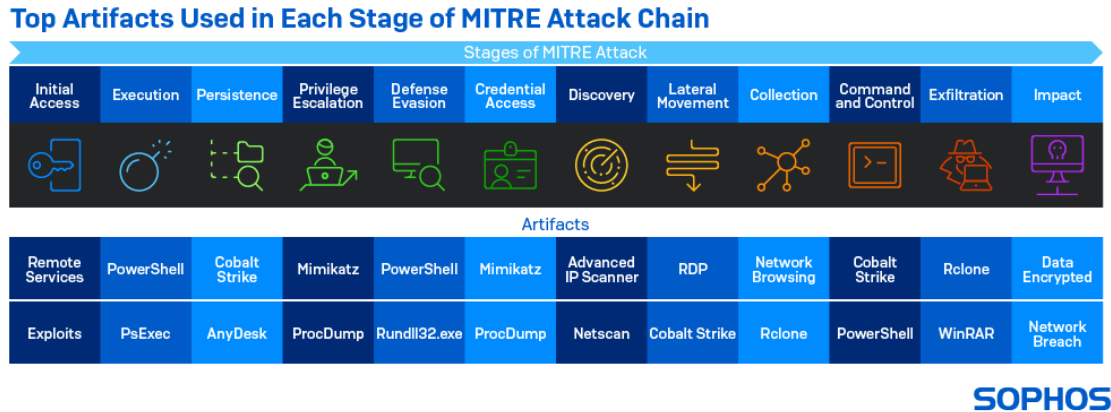 Top Artifacts Used in Each Stage of MITRE Attack Chain
Stages of MITRE Attack
Initial Access
Execution
Persistence
Privilege Escalation
Defense Evasion
Credential Access
Discovery
Lateral Movement
Collection
Command and Control
Exfiltration
Impact
Artifacts
Remote Services
PowerShell
Cobalt Strike
Mimikatz
PowerShell
Mimikatz
Advanced IP Scanner
RDP
Network Browsing
Cobalt Strike
Rclone
Data Encrypted
Exploits
PsExec
AnyDesk
ProcDump
Rundll32.exe
ProcDump
Netscan
Cobalt Strike
Rclone
PowerShell
WinRAR
Network Breach
SOPHOS